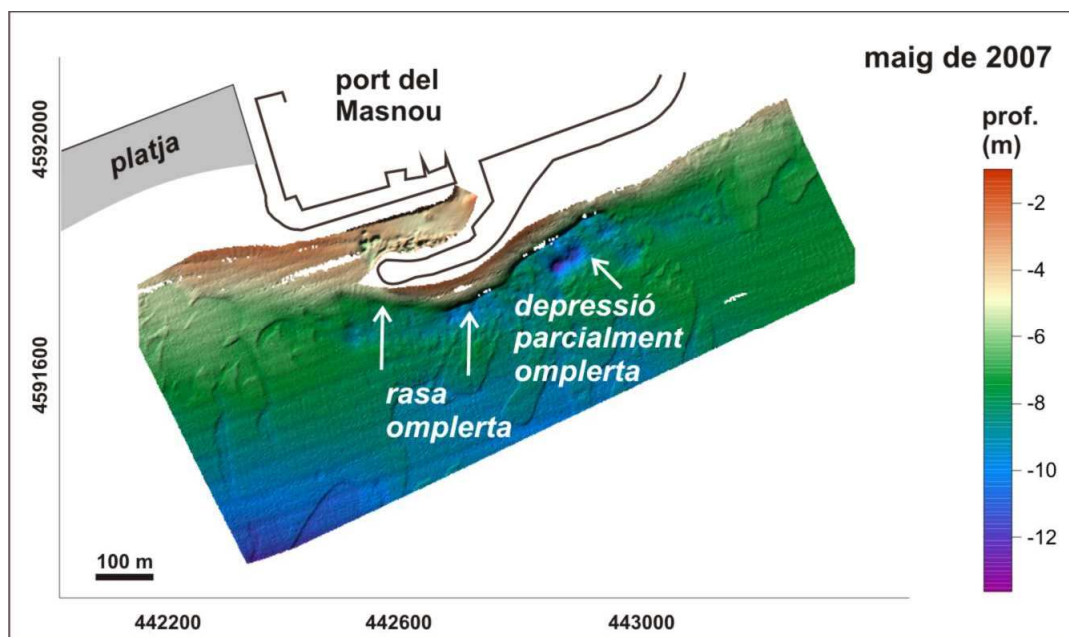 maig de 2007
port del
Masnou
platja
prof.
(m)
-2
-4
-6
-8
-10
-12
4592000
4591600
depressió
parcialment
omplerta
rasa
omplerta
100 m
442200
442600
443000